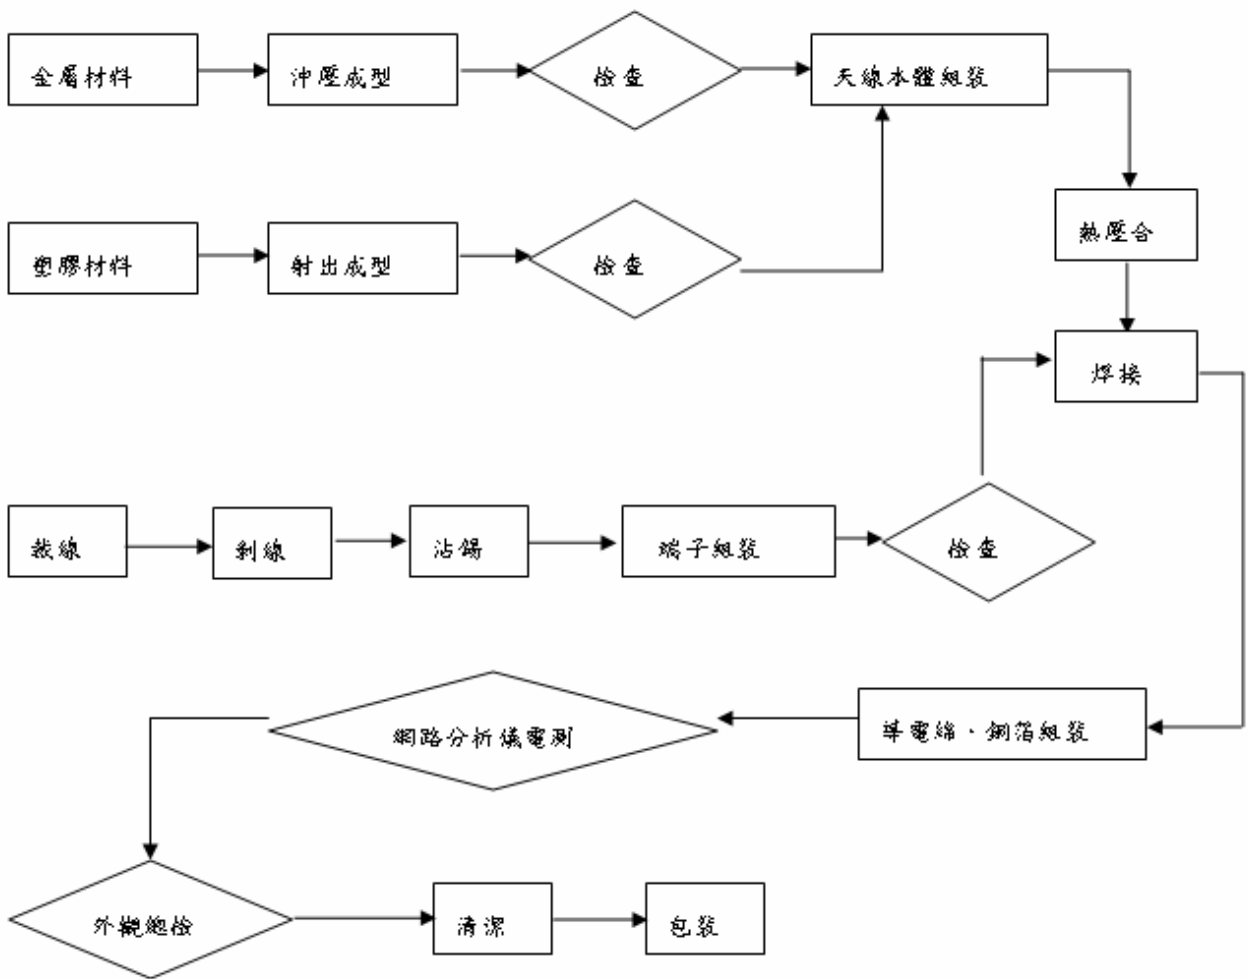 金屬材料
沖壓成型
檢查
天線本體組裝
熱壓合
塑膠材料
射出成型
檢查
焊接
裁線
剝線
沾錫
端子組裝
檢查
導電綿、銅箔組裝
網路分析儀電測
外觀總檢
清潔
包裝